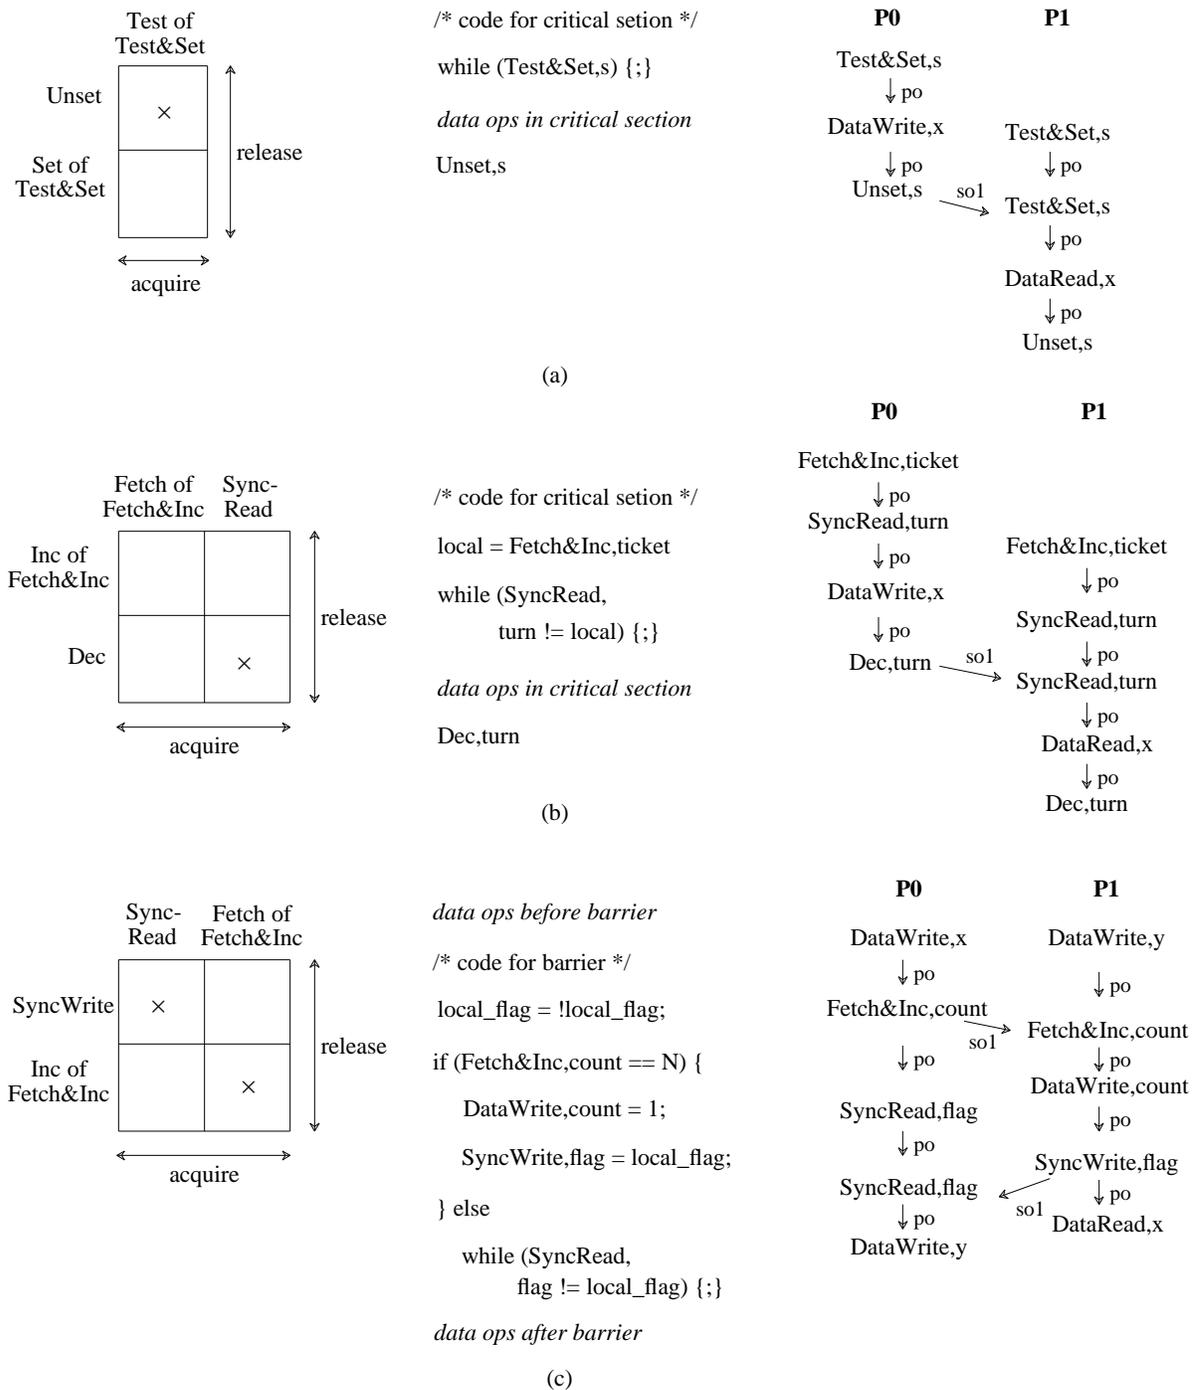 Test of
Test&Set
Unset
Set of
Test&Set
release
acquire
/* code for critical setion */
while (Test&Set,s) {;}
data ops in critical section
Unset,s
P0
P1
Test&Set,s
po
DataWrite,x
po
Unset,s
so1
Test&Set,s
po
Test&Set,s
po
DataRead,x
po
Unset,s
(a)
Fetch of
Fetch&Inc
Sync-
Read
Inc of
Fetch&Inc
Dec
release
acquire
/* code for critical setion */
local = Fetch&Inc,ticket
while (SyncRead,
turn != local) {;}
data ops in critical section
Dec,turn
P0
P1
Fetch&Inc,ticket
po
SyncRead,turn
po
DataWrite,x
po
Dec,turn
so1
Fetch&Inc,ticket
po
SyncRead,turn
po
SyncRead,turn
po
DataRead,x
po
Dec,turn
(b)
Sync-
Read
Fetch of
Fetch&Inc
SyncWrite
Inc of
Fetch&Inc
release
acquire
data ops before barrier
/* code for barrier */
local_flag = !local_flag;
if (Fetch&Inc,count == N) {
DataWrite,count = 1;
SyncWrite,flag = local_flag;
} else
while (SyncRead,
flag != local_flag) {;}
data ops after barrier
P0
P1
DataWrite,x
po
Fetch&Inc,count
so1
po
SyncRead,flag
po
SyncRead,flag
po
DataWrite,y
DataWrite,y
po
Fetch&Inc,count
po
DataWrite,count
po
SyncWrite,flag
so1
po
DataRead,x
(c)